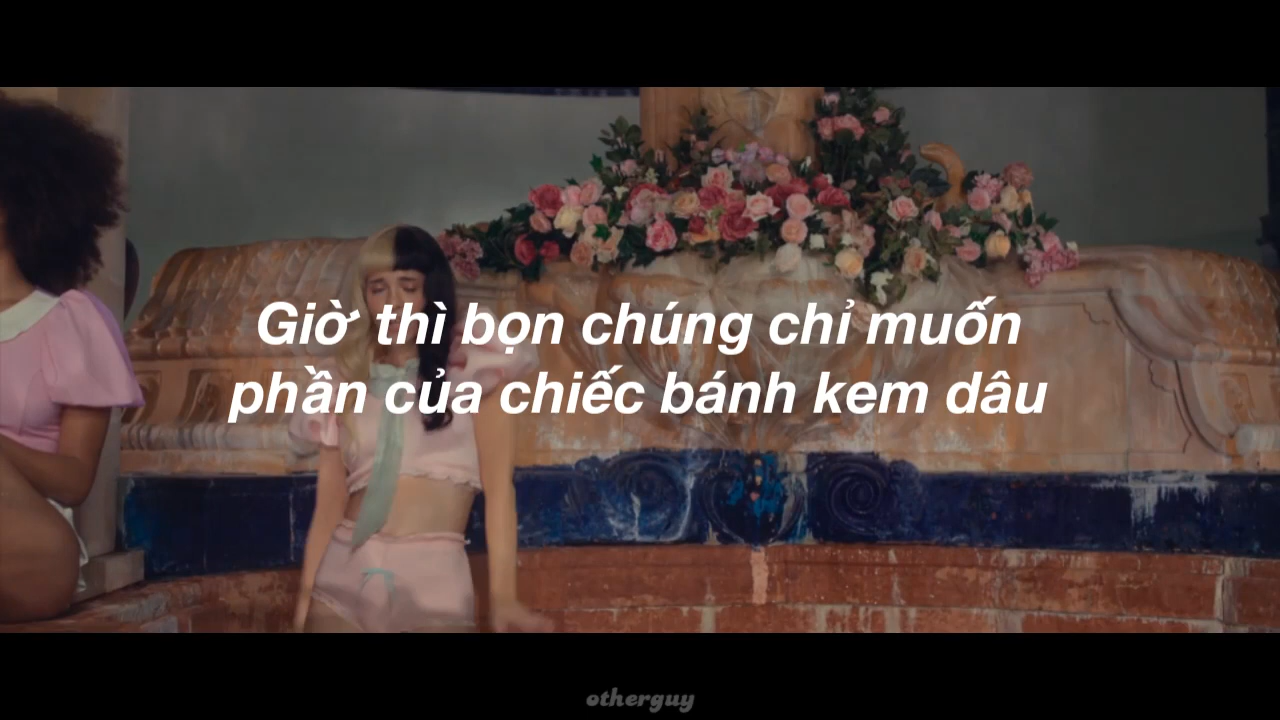 Giờ thì bọn chúng chỉ muốn
phần của chiếc bánh kem dâu
otherguy